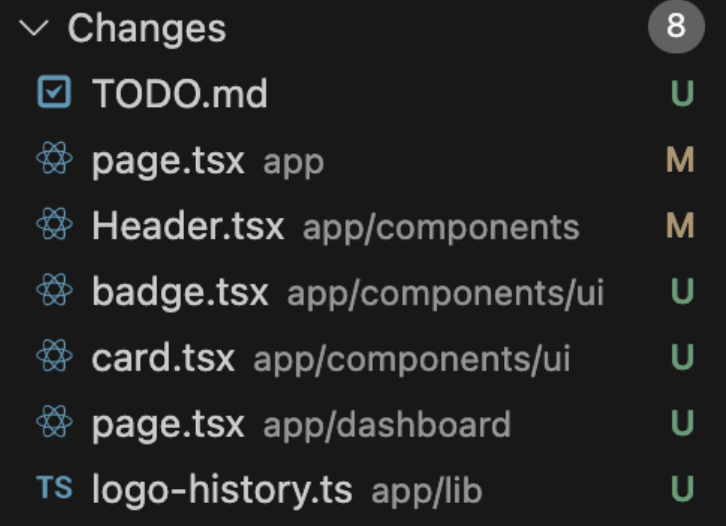 Changes 8
TODO.md U
page.tsx app M
Header.tsx app/components M
badge.tsx app/components/ui U
card.tsx app/components/ui U
page.tsx app/dashboard U
TS logo-history.ts app/lib U